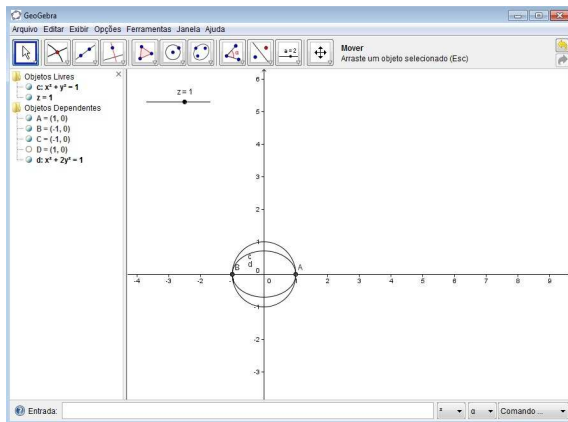 GeoGebra
Arquivo Editar Exibir Opções Ferramentas Janela Ajuda
a=2
Mover
Arraste um objeto selecionado (Esc)
Objetos Livres
c: x² + y² = 1
z = 1
Objetos Dependentes
A = (1, 0)
B = (-1, 0)
C = (-1, 0)
D = (1, 0)
d: x² + 2y² = 1
z = 1
6
5
4
3
2
1
c
d
B
0
A
-4 -3 -2 -1 0 1 2 3 4 5 6 7 8 9
-1
-2
-3
Entrada:
² α Comando ...